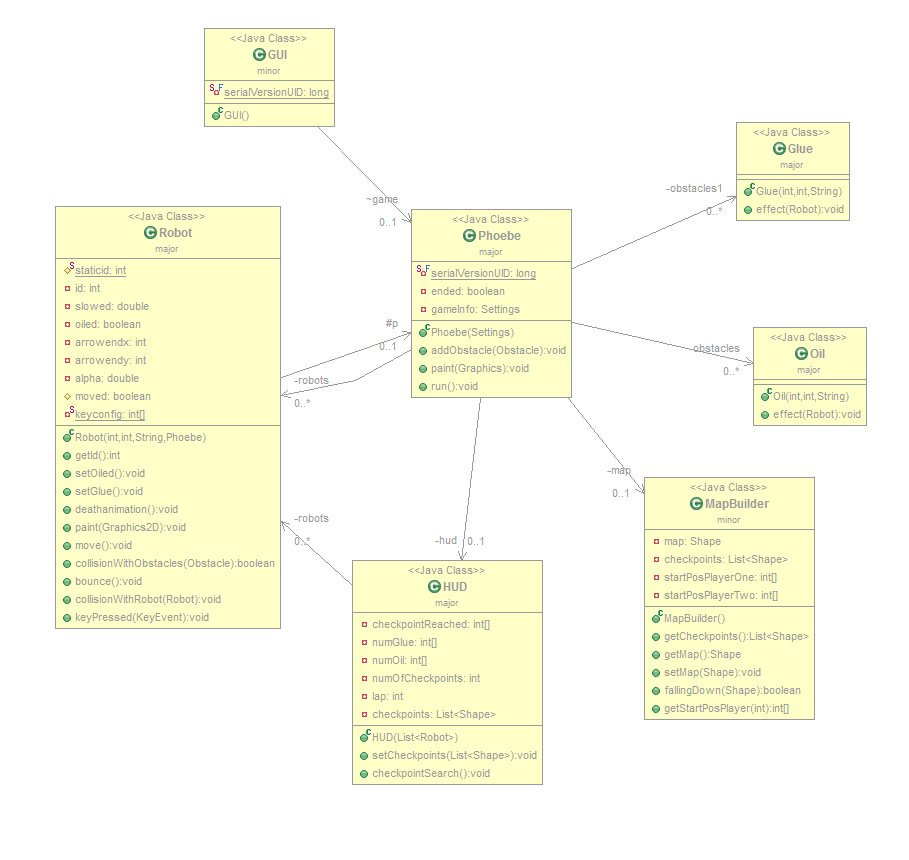 <<Java Class>>
GUI
minor
serialVersionUID: long
GUI()
~game
0..1
<<Java Class>>
Glue
major
Glue(int,int,String)
effect(Robot):void
-obstacles1
0..*
<<Java Class>>
Robot
major
staticid: int
id: int
slowed: double
oiled: boolean
arrowendx: int
arrowendy: int
alpha: double
moved: boolean
keyconfig: int[]
Robot(int,int,String,Phoebe)
getId():int
setOiled():void
setGlue():void
deathanimation():void
paint(Graphics2D):void
move():void
collisionWithObstacles(Obstacle):boolean
bounce():void
collisionWithRobot(Robot):void
keyPressed(KeyEvent):void
<<Java Class>>
Phoebe
major
serialVersionUID: long
ended: boolean
gameInfo: Settings
Phoebe(Settings)
addObstacle(Obstacle):void
paint(Graphics):void
run():void
#p
0..1
-robots
0..*
-obstacles
0..*
<<Java Class>>
Oil
major
Oil(int,int,String)
effect(Robot):void
-map
0..1
<<Java Class>>
MapBuilder
minor
map: Shape
checkpoints: List<Shape>
startPosPlayerOne: int[]
startPosPlayerTwo: int[]
MapBuilder()
getCheckpoints():List<Shape>
getMap():Shape
setMap(Shape):void
fallingDown(Shape):boolean
getStartPosPlayer(int):int[]
-robots
0..*
-hud
0..1
<<Java Class>>
HUD
major
checkpointReached: int[]
numGlue: int[]
numOil: int[]
numOfCheckpoints: int
lap: int
checkpoints: List<Shape>
HUD(List<Robot>)
setCheckpoints(List<Shape>):void
checkpointSearch():void